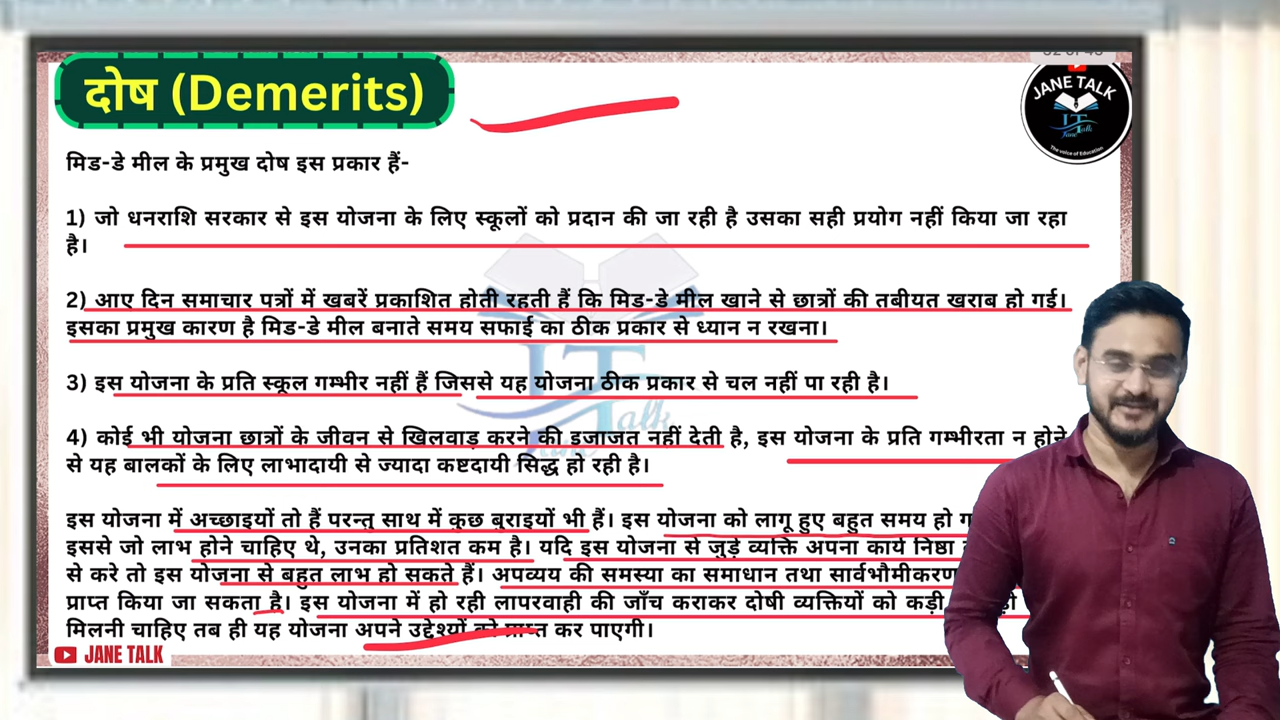 दोष (Demerits)
JANE TALK
The voice of Education
मिड-डे मील के प्रमुख दोष इस प्रकार हैं-
1) जो धनराशि सरकार से इस योजना के लिए स्कूलों को प्रदान की जा रही है उसका सही प्रयोग नहीं किया जा रहा
है।
2) आए दिन समाचार पत्रों में खबरें प्रकाशित होती रहती हैं कि मिड-डे मील खाने से छात्रों की तबीयत खराब हो गई।
इसका प्रमुख कारण है मिड-डे मील बनाते समय सफाई का ठीक प्रकार से ध्यान न रखना।
3) इस योजना के प्रति स्कूल गम्भीर नहीं हैं जिससे यह योजना ठीक प्रकार से चल नहीं पा रही है।
4) कोई भी योजना छात्रों के जीवन से खिलवाड़ करने की इजाजत नहीं देती है, इस योजना के प्रति गम्भीरता न होने
से यह बालकों के लिए लाभादायी से ज्यादा कष्टदायी सिद्ध हो रही है।
इस योजना में अच्छाइयों तो हैं परन्तु साथ में कुछ बुराइयों भी हैं। इस योजना को लागू हुए बहुत समय हो
इससे जो लाभ होने चाहिए थे, उनका प्रतिशत कम है। यदि इस योजना से जुड़े व्यक्ति अपना कार्य निष्ठा
से करे तो इस योजना से बहुत लाभ हो सकते हैं। अपव्यय की समस्या का समाधान तथा सार्वभौमीकरण
प्राप्त किया जा सकता है। इस योजना में हो रही लापरवाही की जाँच कराकर दोषी व्यक्तियों को कड़ी
मिलनी चाहिए तब ही यह योजना अपने उद्देश्यों को प्राप्त कर पाएगी।
JANE TALK